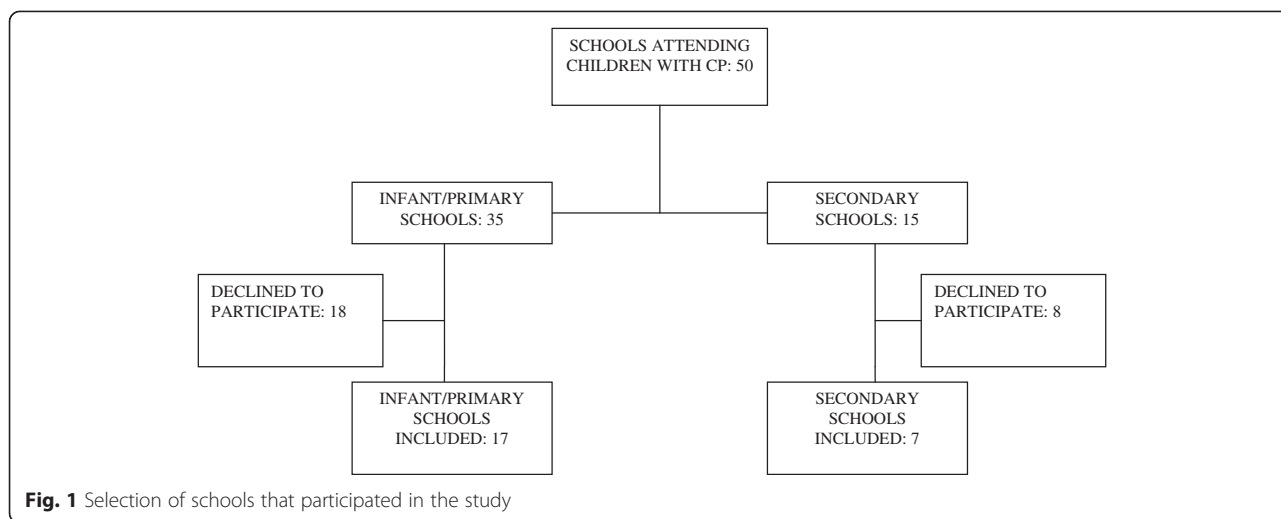 SCHOOLS ATTENDING
CHILDREN WITH CP: 50
INFANT/PRIMARY
SCHOOLS: 35
SECONDARY
SCHOOLS: 15
DECLINED TO
PARTICIPATE: 18
DECLINED TO
PARTICIPATE: 8
INFANT/PRIMARY
SCHOOLS
INCLUDED: 17
SECONDARY
SCHOOLS
INCLUDED: 7
Fig. 1 Selection of schools that participated in the study